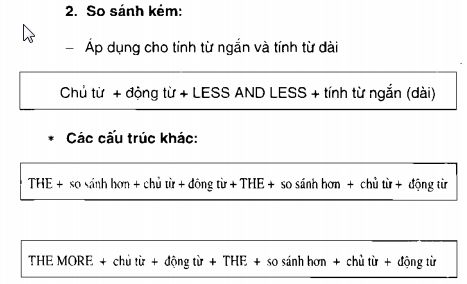 2. So sánh kém:
– Áp dụng cho tính từ ngắn và tính từ dài
Chủ từ + động từ + LESS AND LESS + tính từ ngắn (dài)
* Các cấu trúc khác:
THE + so sánh hơn + chủ từ + đông từ + THE + so sánh hơn + chủ từ + động từ
THE MORE + chủ từ + động từ + THE + so sánh hơn + chủ từ + động từ